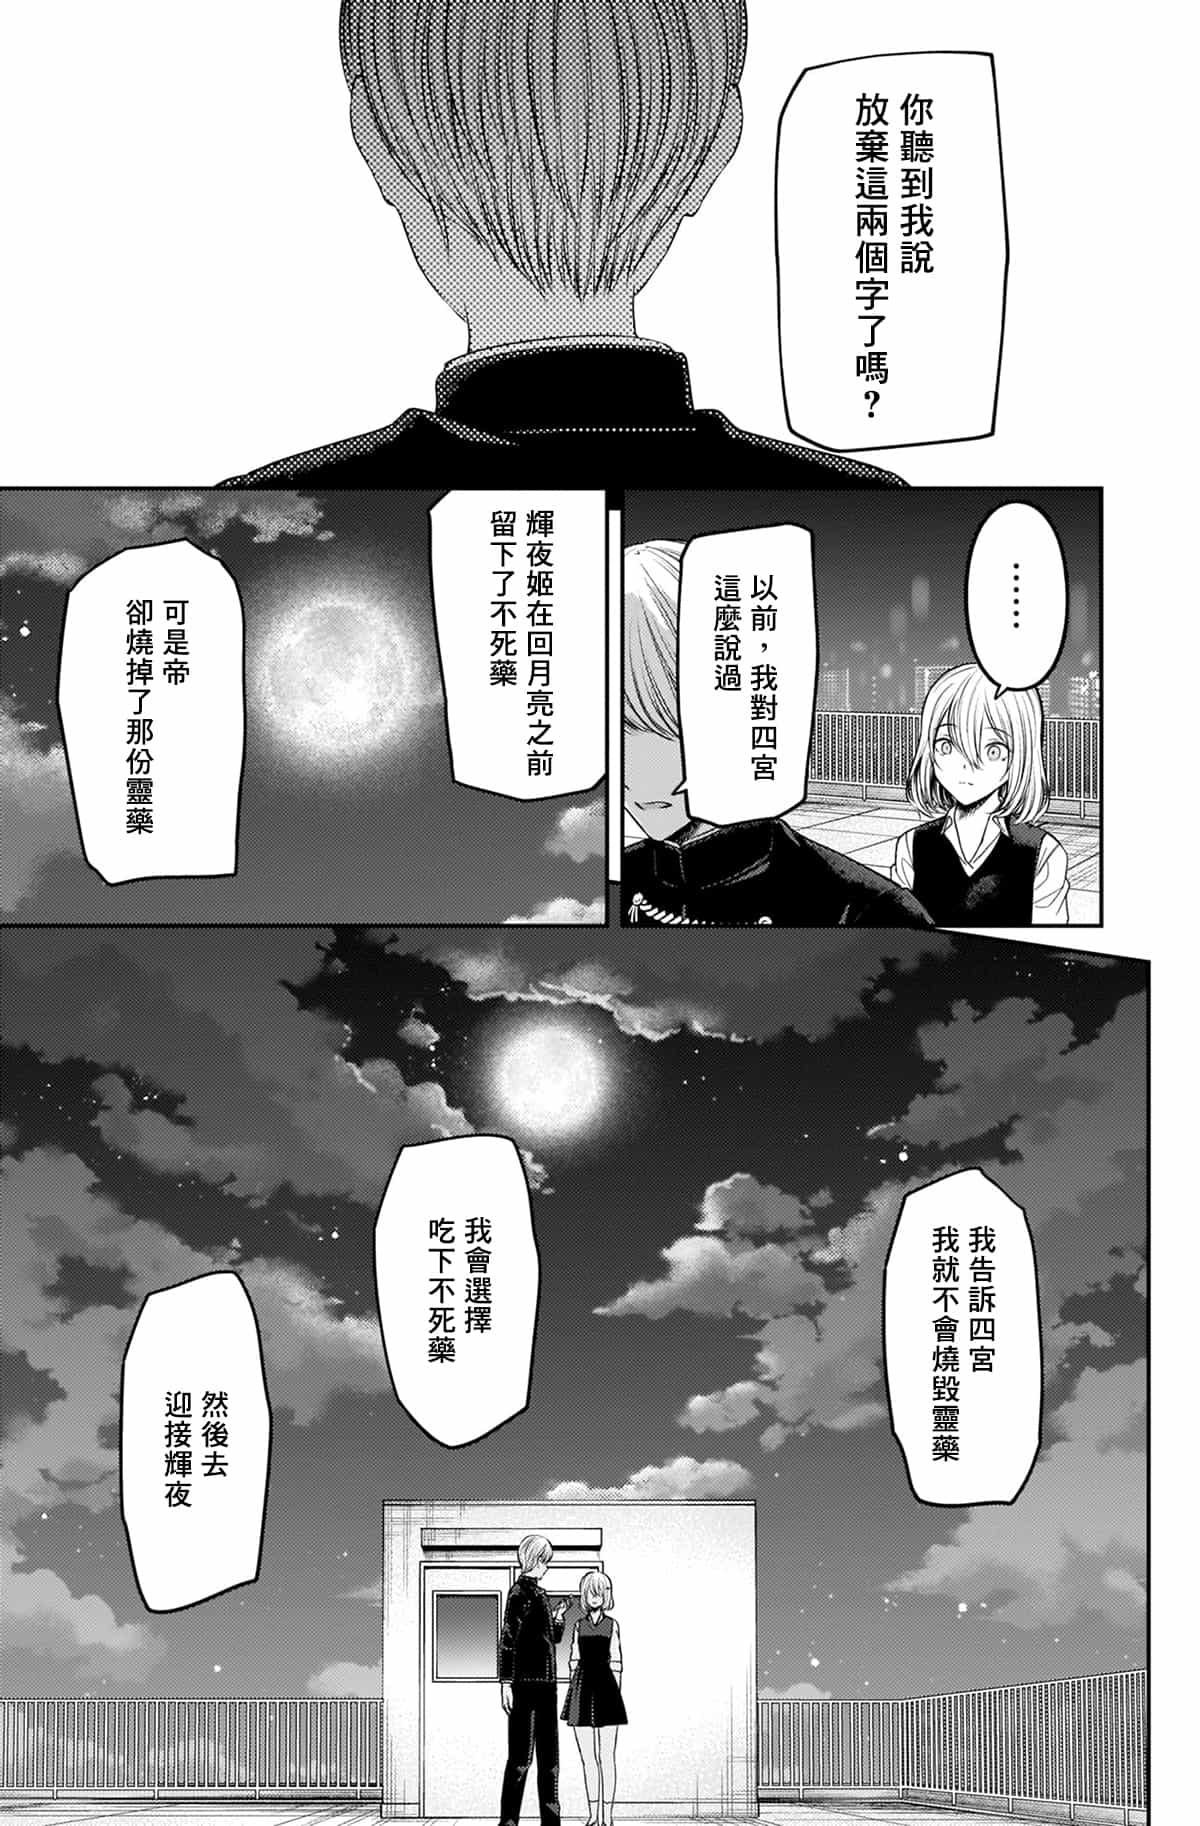 你聽到我說
放棄這兩個字了嗎？
⋯⋯
以前，我對四宮
這麼說過
輝夜姬在回月亮之前
留下了不死藥
可是帝
卻燒掉了那份靈藥
我告訴四宮
我就不會燒毀靈藥
我會選擇
吃下不死藥
然後去
迎接輝夜